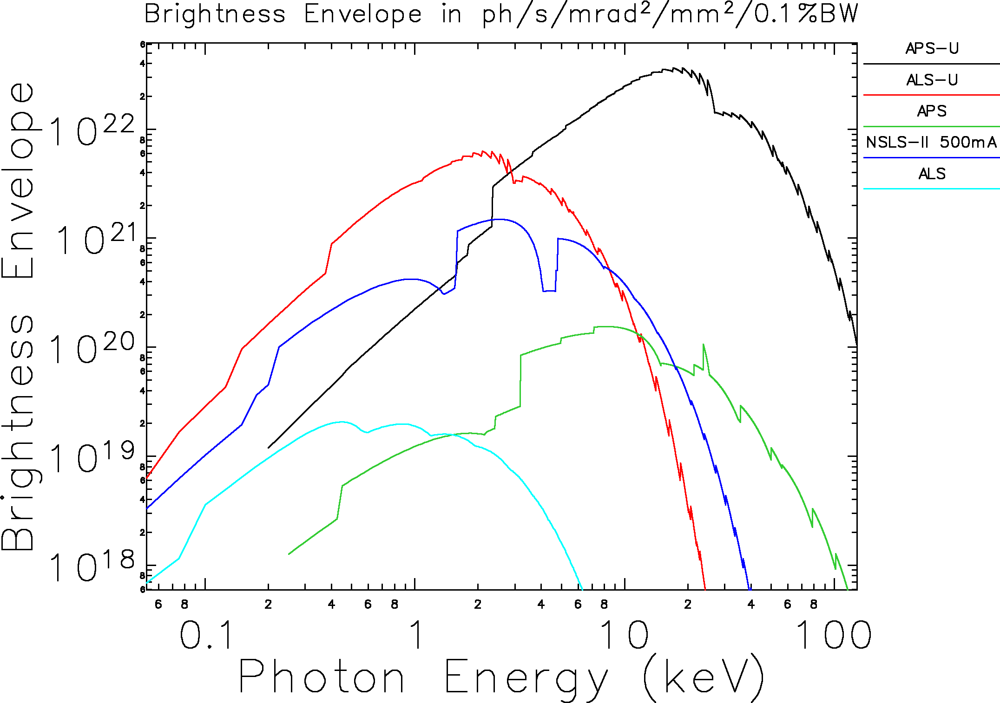 Brightness Envelope in ph/s/mrad²/mm²/0.1%BW
APS-U
ALS-U
APS
NSLS-II 500mA
ALS
Brightness Envelope
6
4
2
10²²
8
6
4
2
10²¹
8
6
4
2
10²⁰
8
6
4
2
10¹⁹
8
6
4
2
10¹⁸
8
6
6 8 2 4 6 8 2 4 6 8 2 4 6 8
0.1 1 10 100
Photon Energy (keV)